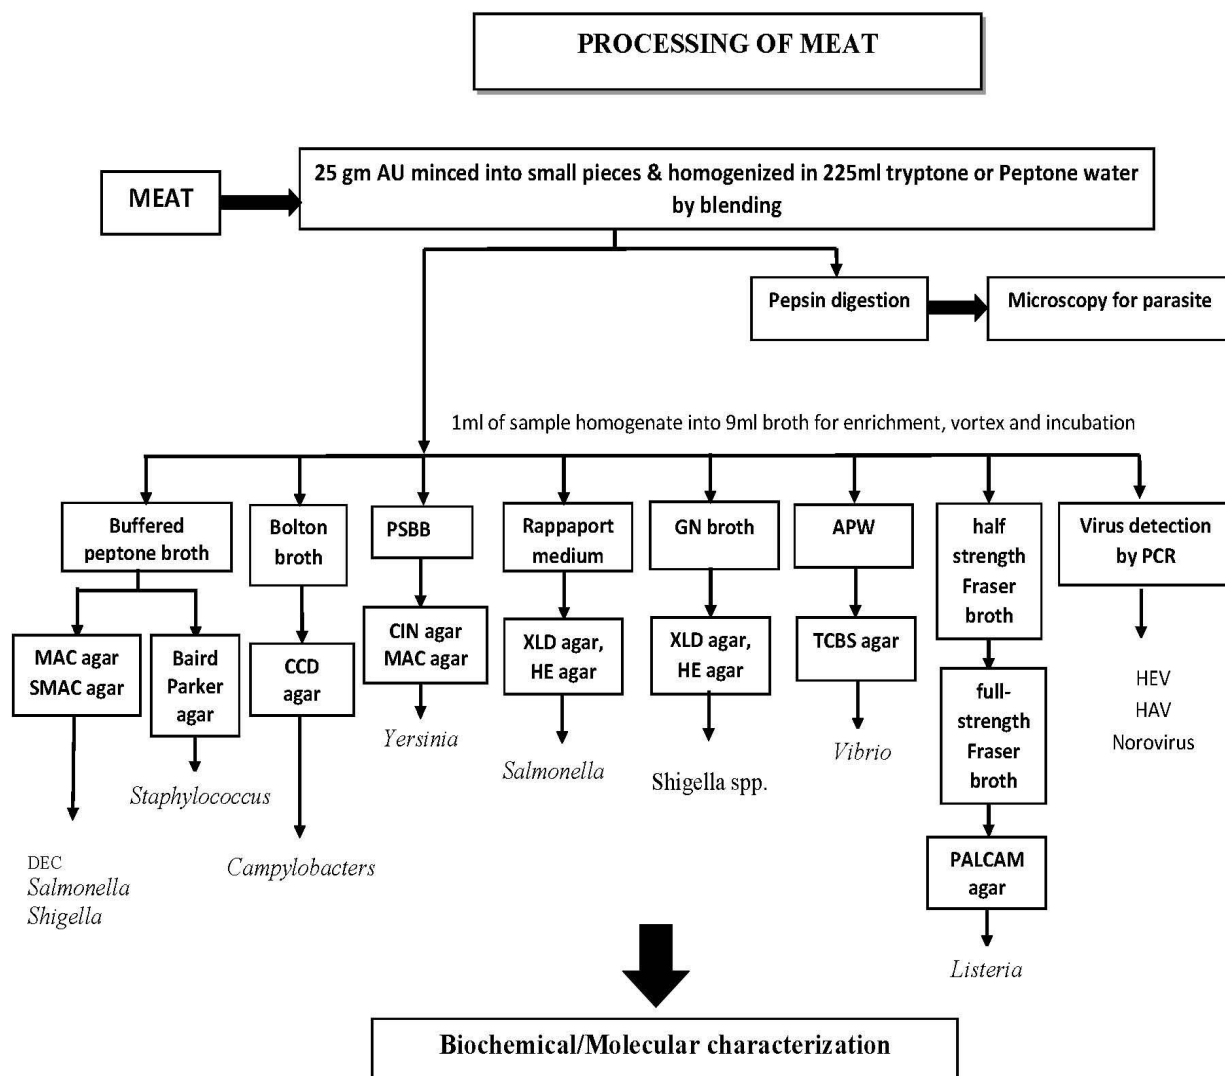 PROCESSING OF MEAT
MEAT
25 gm AU minced into small pieces & homogenized in 225ml tryptone or Peptone water
by blending
Pepsin digestion
Microscopy for parasite
1ml of sample homogenate into 9ml broth for enrichment, vortex and incubation
Buffered
peptone broth
Bolton
broth
PSBB
Rappaport
medium
GN broth
APW
half
strength
Fraser
broth
Virus detection
by PCR
MAC agar
SMAC agar
Baird
Parker
agar
CCD
agar
CIN agar
MAC agar
XLD agar,
HE agar
XLD agar,
HE agar
TCBS agar
full-
strength
Fraser
broth
HEV
HAV
Norovirus
Staphylococcus
Yersinia
Salmonella
Shigella spp.
Vibrio
DEC
Salmonella
Shigella
Campylobacters
PALCAM
agar
Listeria
Biochemical/Molecular characterization